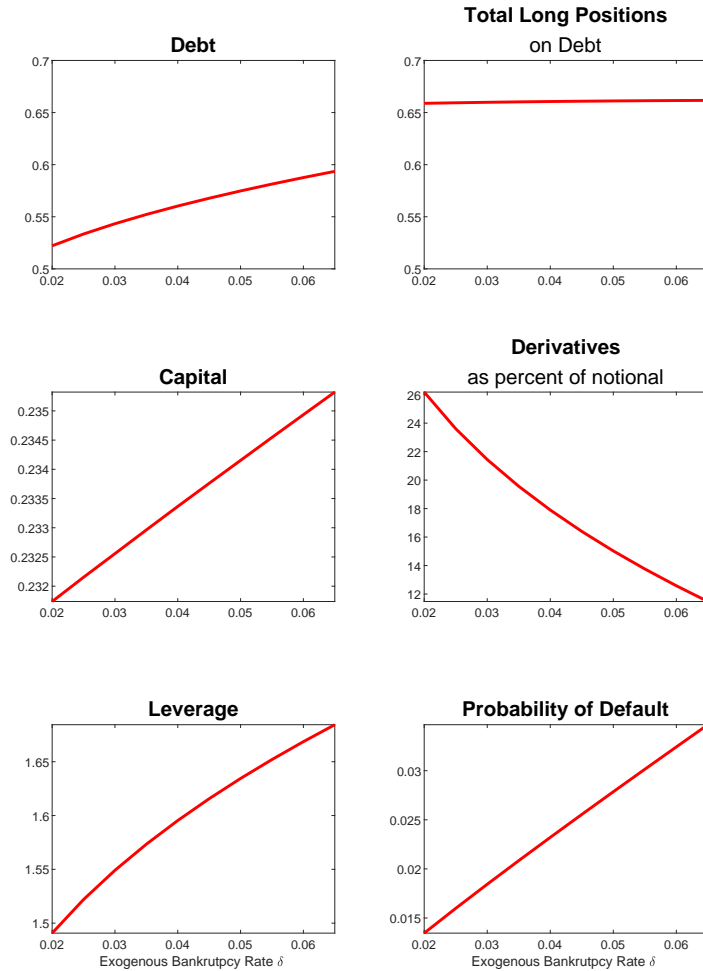 Debt
0.7
0.65
0.6
0.55
0.5
0.02 0.03 0.04 0.05 0.06
Total Long Positions
on Debt
0.7
0.65
0.6
0.55
0.5
0.02 0.03 0.04 0.05 0.06
Capital
0.235
0.2345
0.234
0.2335
0.233
0.2325
0.232
0.02 0.03 0.04 0.05 0.06
Derivatives
as percent of notional
26
24
22
20
18
16
14
12
0.02 0.03 0.04 0.05 0.06
Leverage
1.65
1.6
1.55
1.5
0.02 0.03 0.04 0.05 0.06
Exogenous Bankrutpcy Rate δ
Probability of Default
0.03
0.025
0.02
0.015
0.02 0.03 0.04 0.05 0.06
Exogenous Bankrutpcy Rate δ